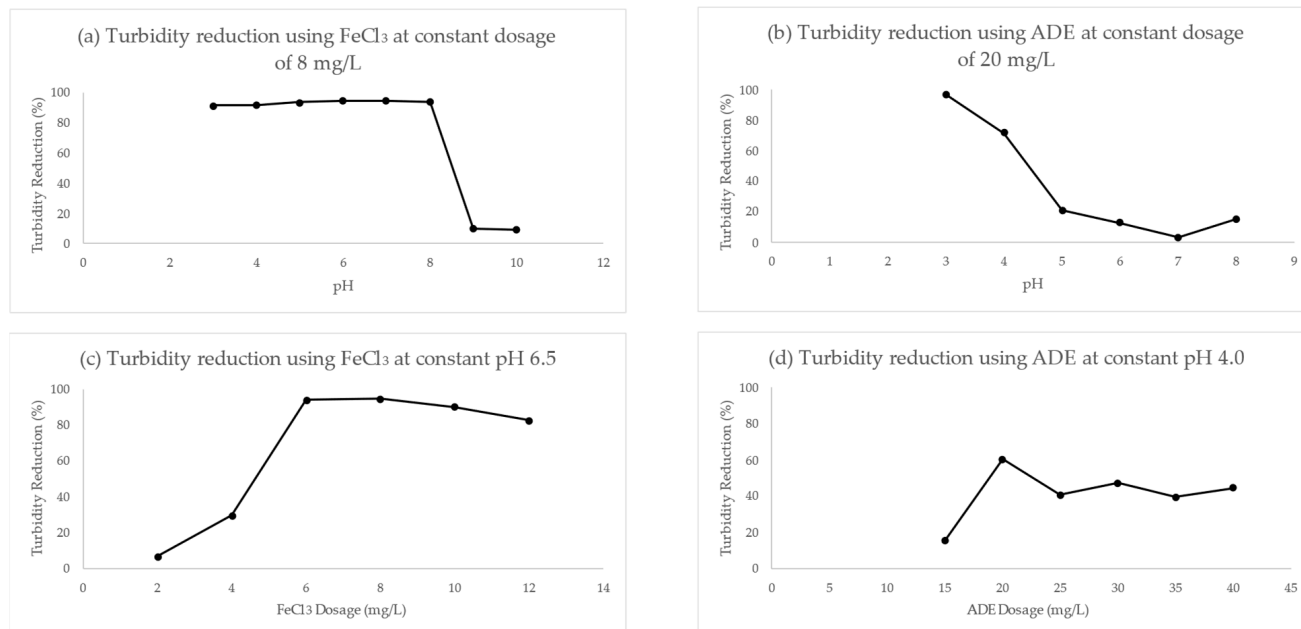 (a) Turbidity reduction using FeCl₃ at constant dosage
of 8 mg/L
Turbidity Reduction (%)
100
80
60
40
20
0
0 2 4 6 8 10 12
pH
(b) Turbidity reduction using ADE at constant dosage
of 20 mg/L
Turbidity Reduction (%)
100
80
60
40
20
0
0 1 2 3 4 5 6 7 8 9
pH
(c) Turbidity reduction using FeCl₃ at constant pH 6.5
Turbidity Reduction (%)
100
80
60
40
20
0
0 2 4 6 8 10 12 14
FeCl3 Dosage (mg/L)
(d) Turbidity reduction using ADE at constant pH 4.0
Turbidity Reduction (%)
100
80
60
40
20
0
0 5 10 15 20 25 30 35 40 45
ADE Dosage (mg/L)